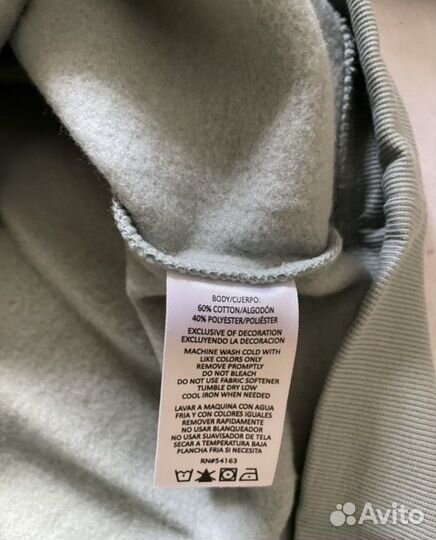 BODY/CUERPO:
60% COTTON/ALGODÓN
40% POLYESTER/POLIÉSTER
EXCLUSIVE OF DECORATION
EXCLUYENDO LA DECORACION
MACHINE WASH COLD WITH
LIKE COLORS ONLY
REMOVE PROMPTLY
DO NOT BLEACH
DO NOT USE FABRIC SOFTENER
TUMBLE DRY LOW
COOL IRON WHEN NEEDED
LAVAR A MAQUINA CON AGUA
FRIA Y CON COLORES IGUALES
REMOVER RAPIDAMENTE
NO USAR BLANQUEADOR
NO USAR SUAVIZADOR DE TELA
SECAR A TEMPERATURA BAJA
PLANCHA FRIA SI NECESITA
RN#54163
Avito